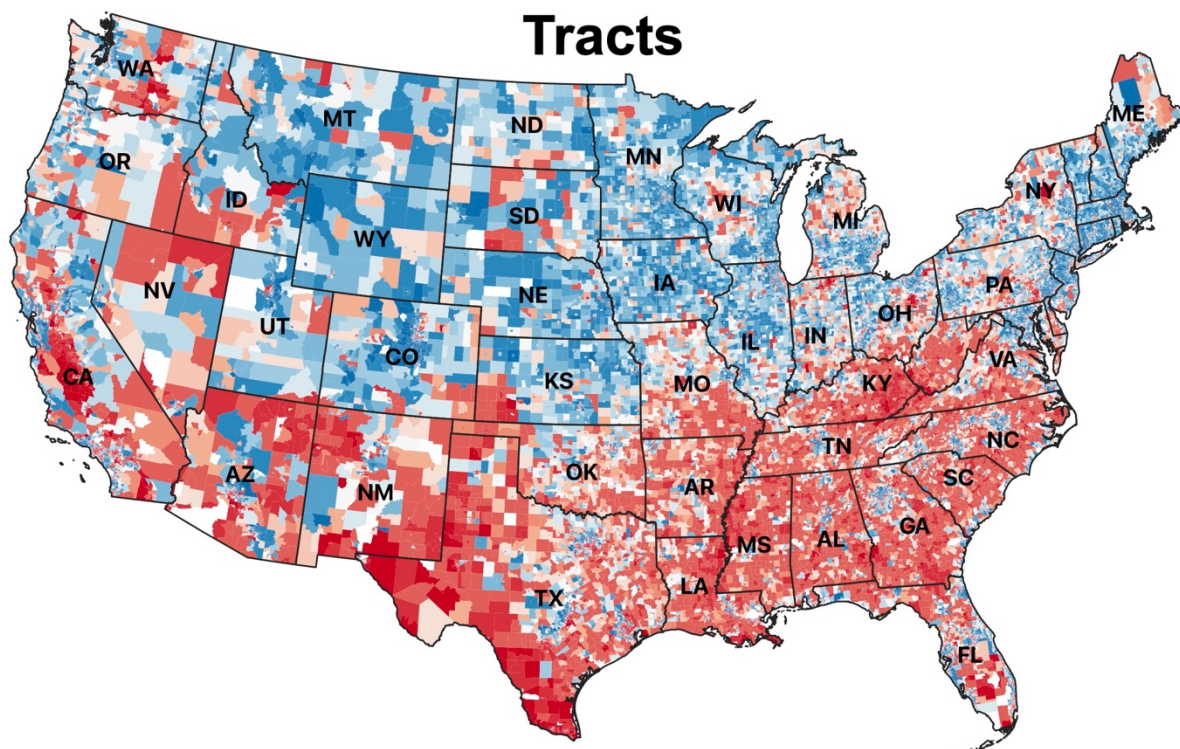 Tracts
WA
MT
ND
MN
ME
OR
ID
SD
WI
MI
NY
WY
NV
UT
NE
IA
PA
CO
IL
IN
OH
CA
KS
MO
KY
VA
AZ
NM
OK
AR
TN
NC
SC
TX
LA
MS
AL
GA
FL